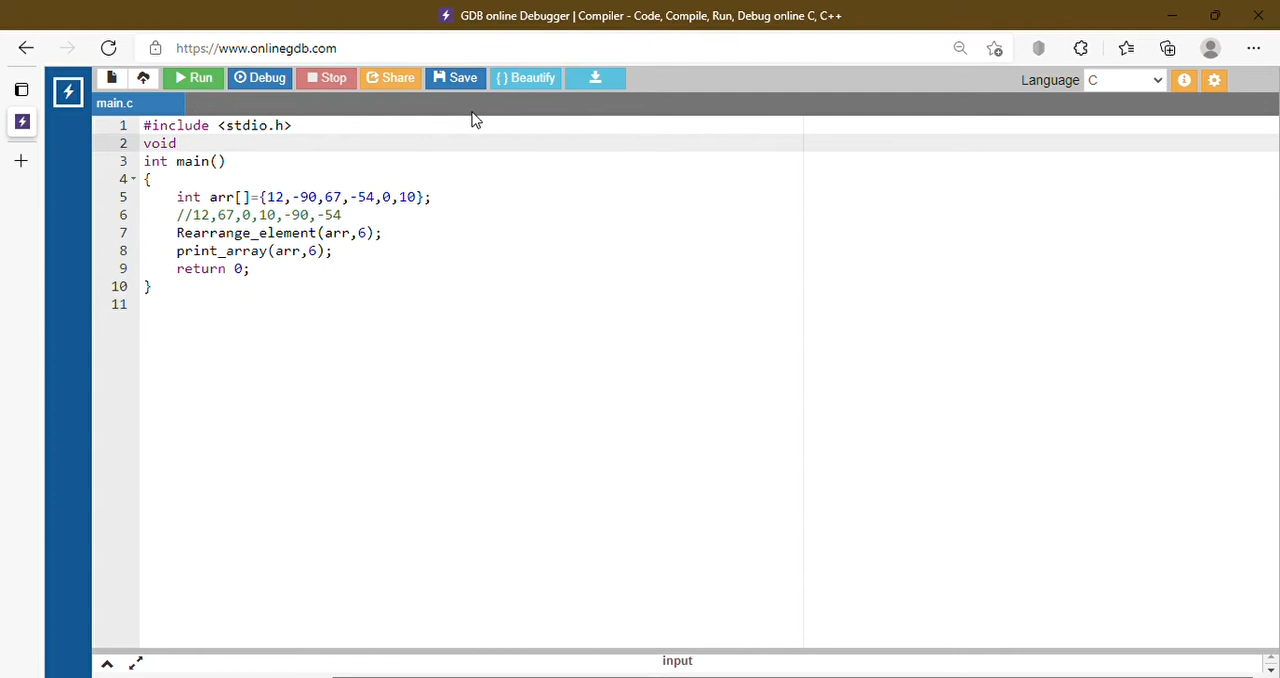 GDB online Debugger | Compiler - Code, Compile, Run, Debug online C, C++
https://www.onlinegdb.com
Run Debug Stop Share Save { } Beautify Language C
main.c
1 #include <stdio.h>
2 void
3 int main()
4 {
5 int arr[]={12,-90,67,-54,0,10};
6 //12,67,0,10,-90,-54
7 Rearrange_element(arr,6);
8 print_array(arr,6);
9 return 0;
10 }
11
input